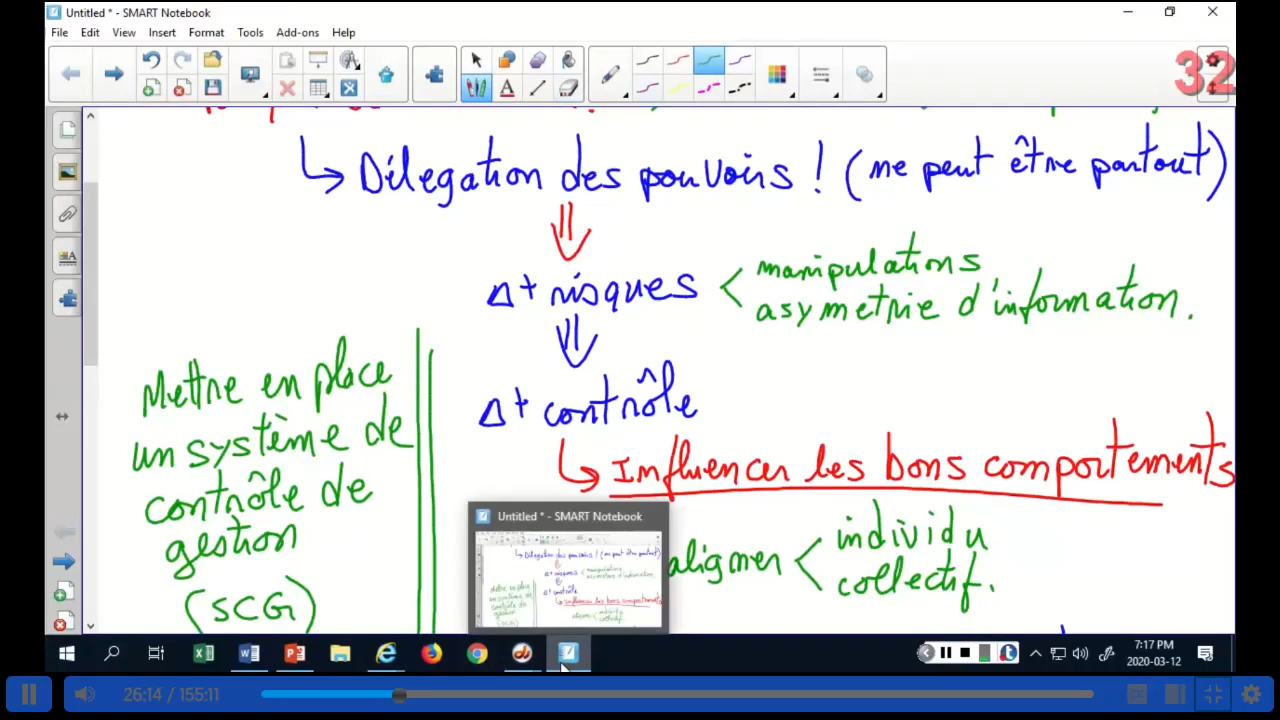 Untitled * - SMART Notebook
File Edit View Insert Format Tools Add-ons Help
32
↳ Délegation des pouvoirs ! (ne peut être partout)
⇓
Δ+ risques < manipulations
asymetrie d'information.
⇓
Mettre en place
un système de
contrôle de
gestion
(SCG)
Δ+ contrôle
↳ Influencer les bons comportements
aligner < individu
collectif.
Untitled * - SMART Notebook
7:17 PM
2020-03-12
26:14 / 155:11